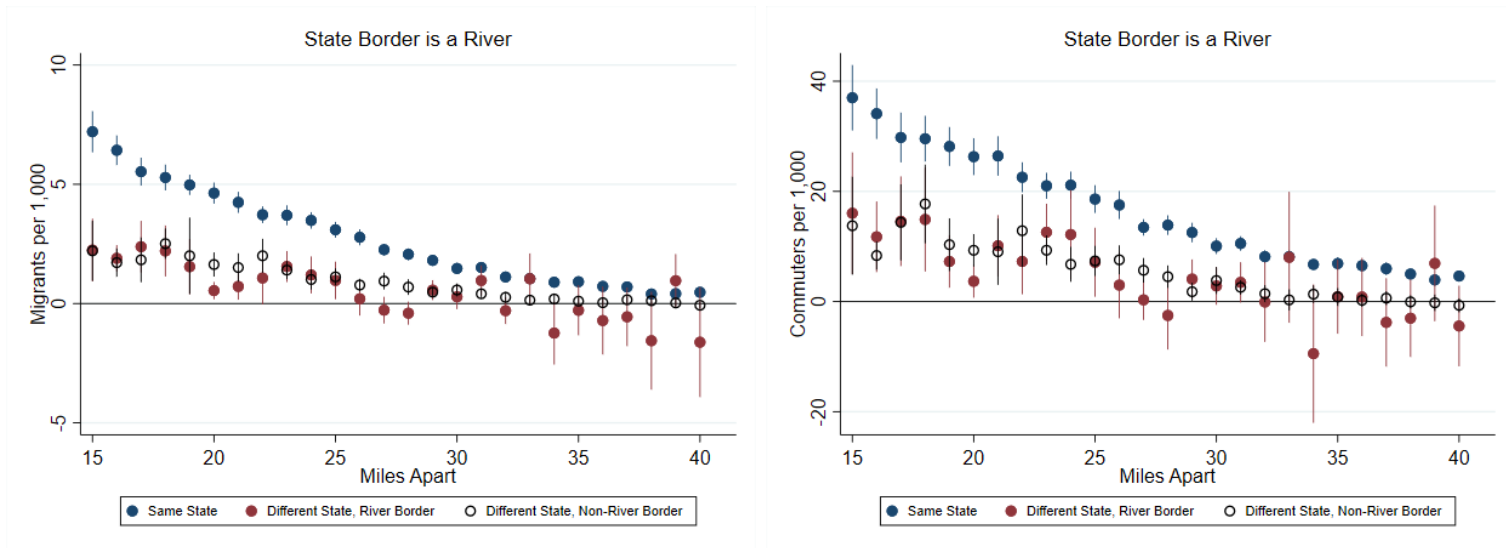 State Border is a River
Migrants per 1,000
10
5
0
-5
15 20 25 30 35 40
Miles Apart
Same State Different State, River Border Different State, Non-River Border
State Border is a River
Commuters per 1,000
40
20
0
-20
15 20 25 30 35 40
Miles Apart
Same State Different State, River Border Different State, Non-River Border